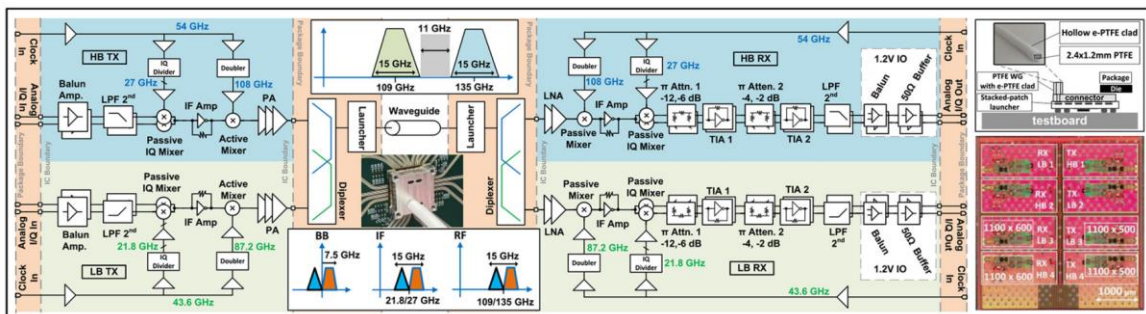 Package Boundary
IC Boundary
Clock In
HB TX
54 GHz
IQ Divider
Doubler
27 GHz
108 GHz
Analog I/Q In
Balun Amp.
LPF 2nd
Passive IQ Mixer
IF Amp
Active Mixer
PA
11 GHz
15 GHz
15 GHz
109 GHz
135 GHz
Launcher
Waveguide
Launcher
Diplexer
Diplexer
IC Boundary
Package Boundary
HB RX
54 GHz
Doubler
IQ Divider
108 GHz
27 GHz
LNA
Passive Mixer
IF Amp
Passive IQ Mixer
π Attn. 1
-12,-6 dB
TIA 1
π Atten. 2
-4, -2 dB
TIA 2
LPF 2nd
1.2V IO
Balun
50Ω Buffer
Clock In
Analog I/Q Out
Package Boundary
IC Boundary
Analog I/Q In
Balun Amp.
LPF 2nd
Passive IQ Mixer
IF Amp
Active Mixer
PA
21.8 GHz
87.2 GHz
IQ Divider
Doubler
Clock In
LB TX
43.6 GHz
BB
IF
RF
7.5 GHz
15 GHz
15 GHz
21.8/27 GHz
109/135 GHz
IC Boundary
Package Boundary
LNA
Passive Mixer
IF Amp
Passive IQ Mixer
TIA 1
TIA 2
LPF 2nd
π Attn. 1
-12,-6 dB
π Atten. 2
-4, -2 dB
87.2 GHz
21.8 GHz
Doubler
IQ Divider
LB RX
43.6 GHz
Balun
50Ω Buffer
1.2V IO
Analog I/Q Out
Clock In
Hollow e-PTFE clad
2.4x1.2mm PTFE
PTFE WG with e-PTFE clad
Stacked-patch launcher
Package
Die
connector
testboard
RX LB 1
TX HB 1
RX HB 2
TX LB 2
1100 x 600
RX LB 3
TX LB 3
1100 x 500
1100 x 600
RX HB 4
TX HB 4
1100 x 500
1000 μm